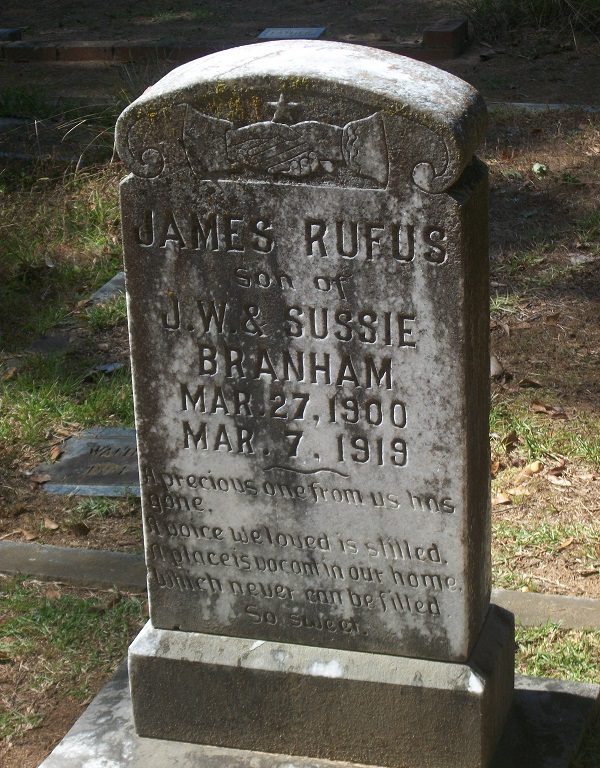 JAMES RUFUS
SON OF
J.W. & SUSSIE
BRANHAM
MAR. 27, 1900
MAR. 7, 1919
A precious one from us has
gone.
A voice we loved is stilled.
A place is vacant in our home,
Which never can be filled
So sweet.